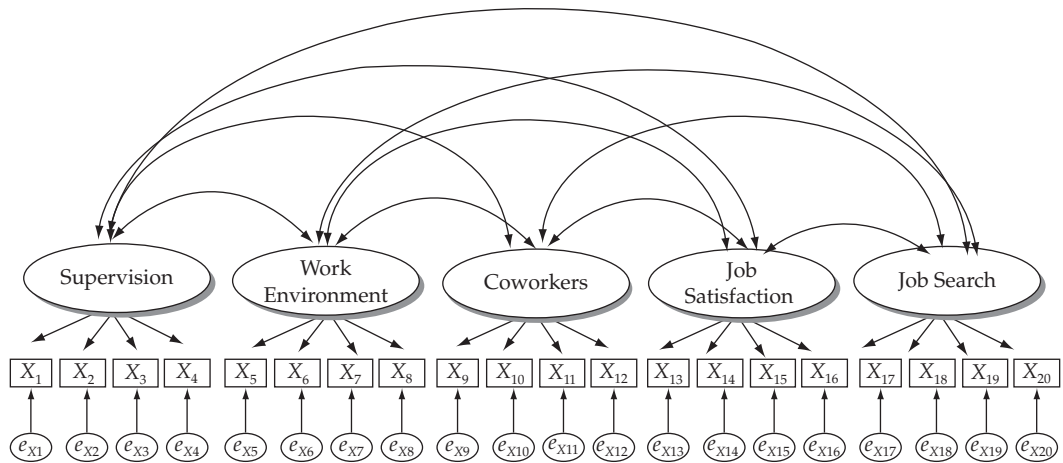 Supervision
Work
Environment
Coworkers
Job
Satisfaction
Job Search
X1 X2 X3 X4 X5 X6 X7 X8 X9 X10 X11 X12 X13 X14 X15 X16 X17 X18 X19 X20
eX1 eX2 eX3 eX4 eX5 eX6 eX7 eX8 eX9 eX10 eX11 eX12 eX13 eX14 eX15 eX16 eX17 eX18 eX19 eX20